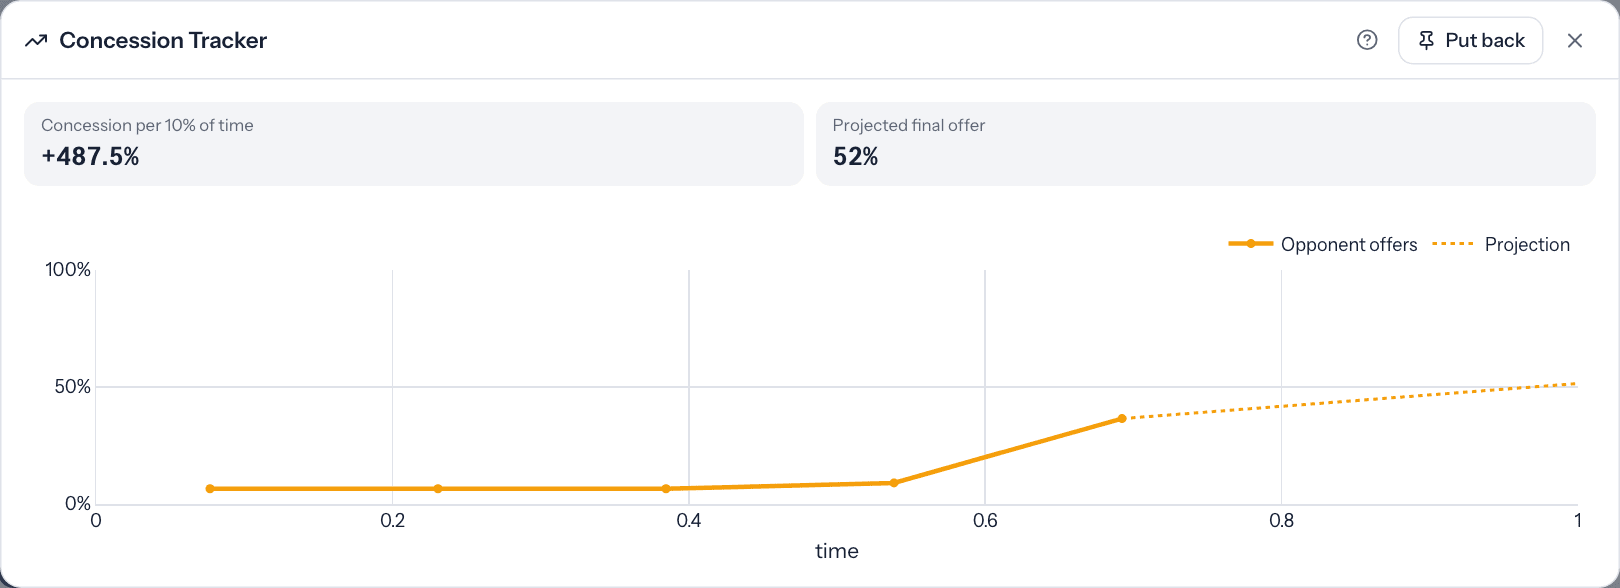 Concession Tracker
Put back
Concession per 10% of time
+487.5%
Projected final offer
52%
Opponent offers
Projection
100%
50%
0%
0 0.2 0.4 0.6 0.8 1
time